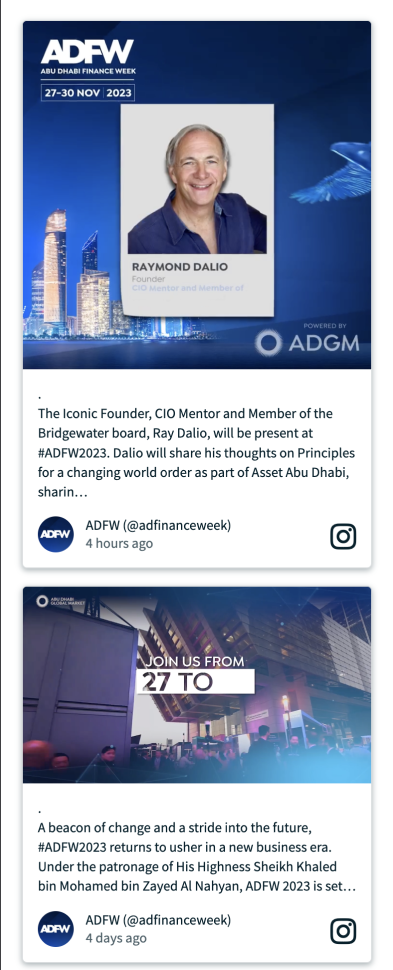 ADFW
ABU DHABI FINANCE WEEK
27-30 NOV | 2023
RAYMOND DALIO
Founder
CIO Mentor and Member of
POWERED BY
ADGM
.
The Iconic Founder, CIO Mentor and Member of the
Bridgewater board, Ray Dalio, will be present at
#ADFW2023. Dalio will share his thoughts on Principles
for a changing world order as part of Asset Abu Dhabi,
sharin…
ADFW
ADFW (@adfinanceweek)
4 hours ago
ABU DHABI
GLOBAL MARKET
JOIN US FROM
27 TO
.
A beacon of change and a stride into the future,
#ADFW2023 returns to usher in a new business era.
Under the patronage of His Highness Sheikh Khaled
bin Mohamed bin Zayed Al Nahyan, ADFW 2023 is set…
ADFW
ADFW (@adfinanceweek)
4 days ago